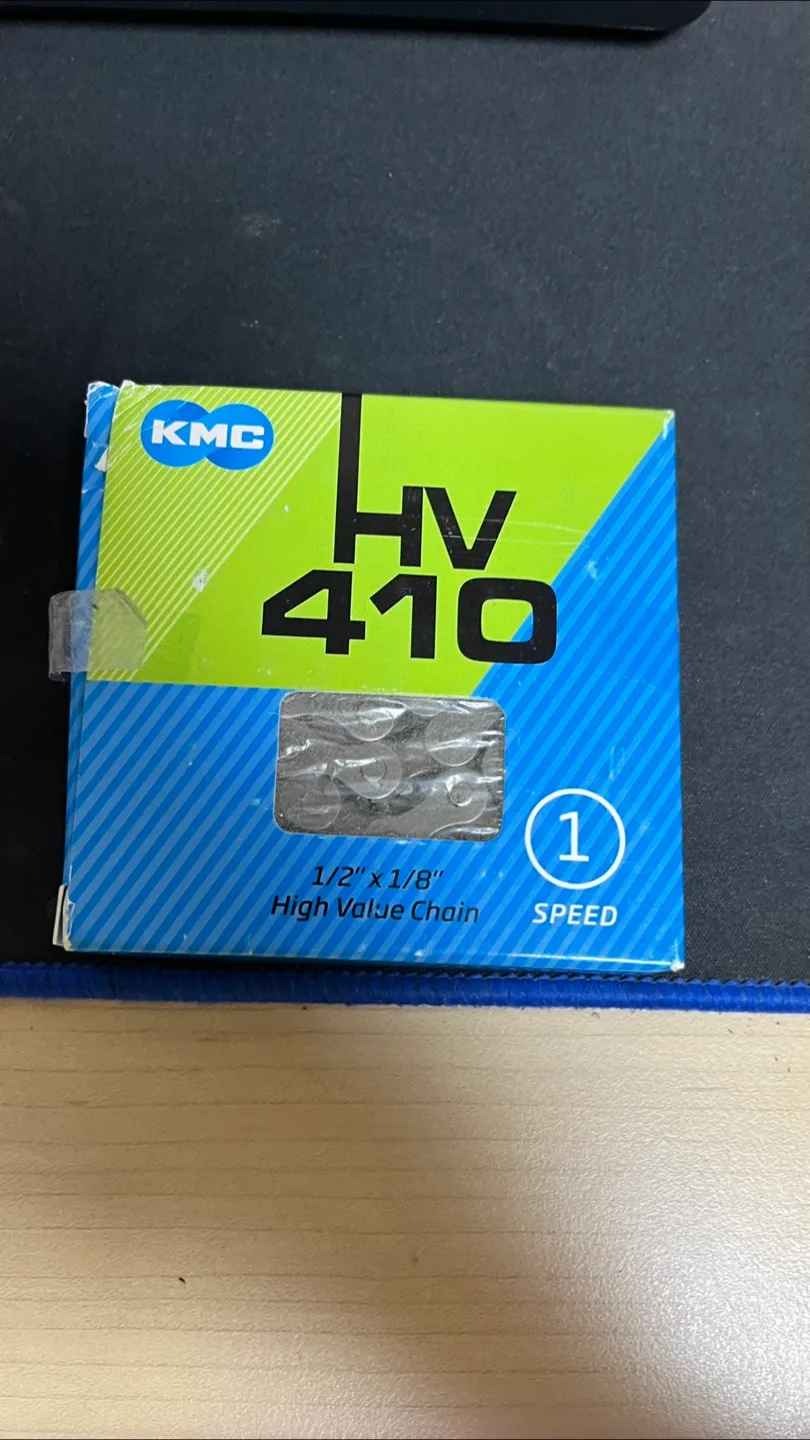 KMC
HV
410
1/2" x 1/8"
High Value Chain
1
SPEED